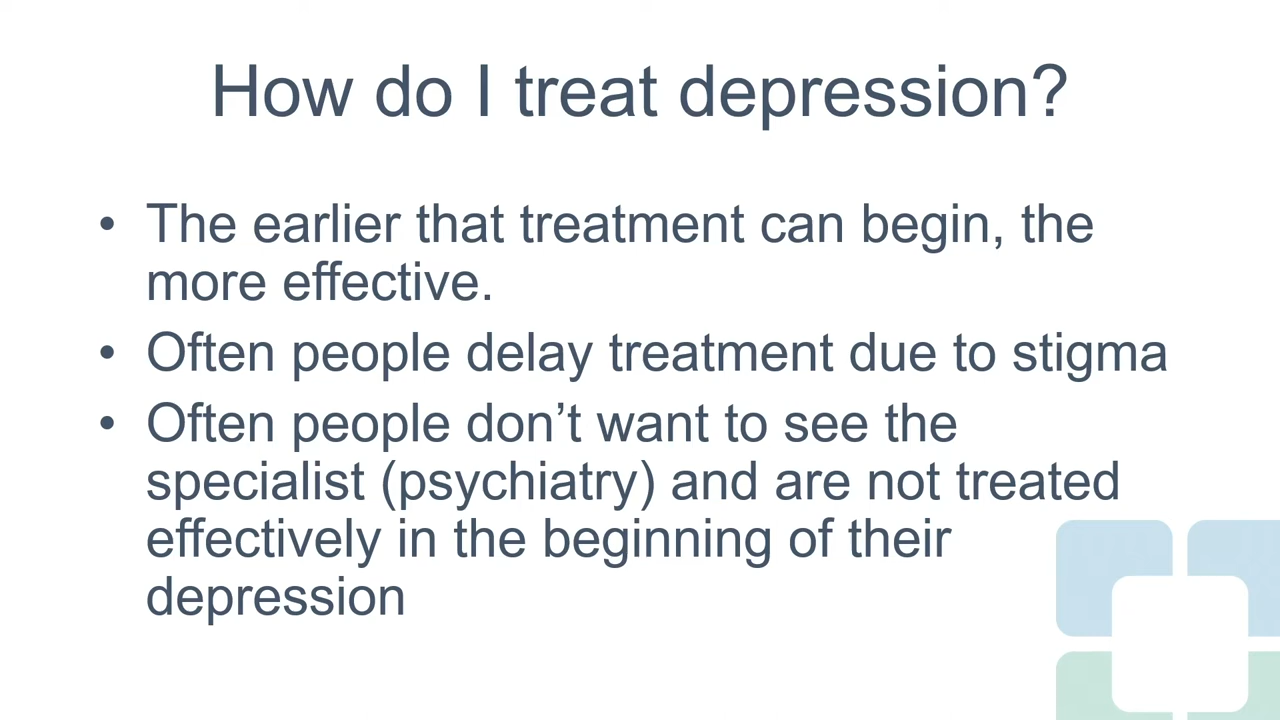 How do I treat depression?
• The earlier that treatment can begin, the
more effective.
• Often people delay treatment due to stigma
• Often people don’t want to see the
specialist (psychiatry) and are not treated
effectively in the beginning of their
depression